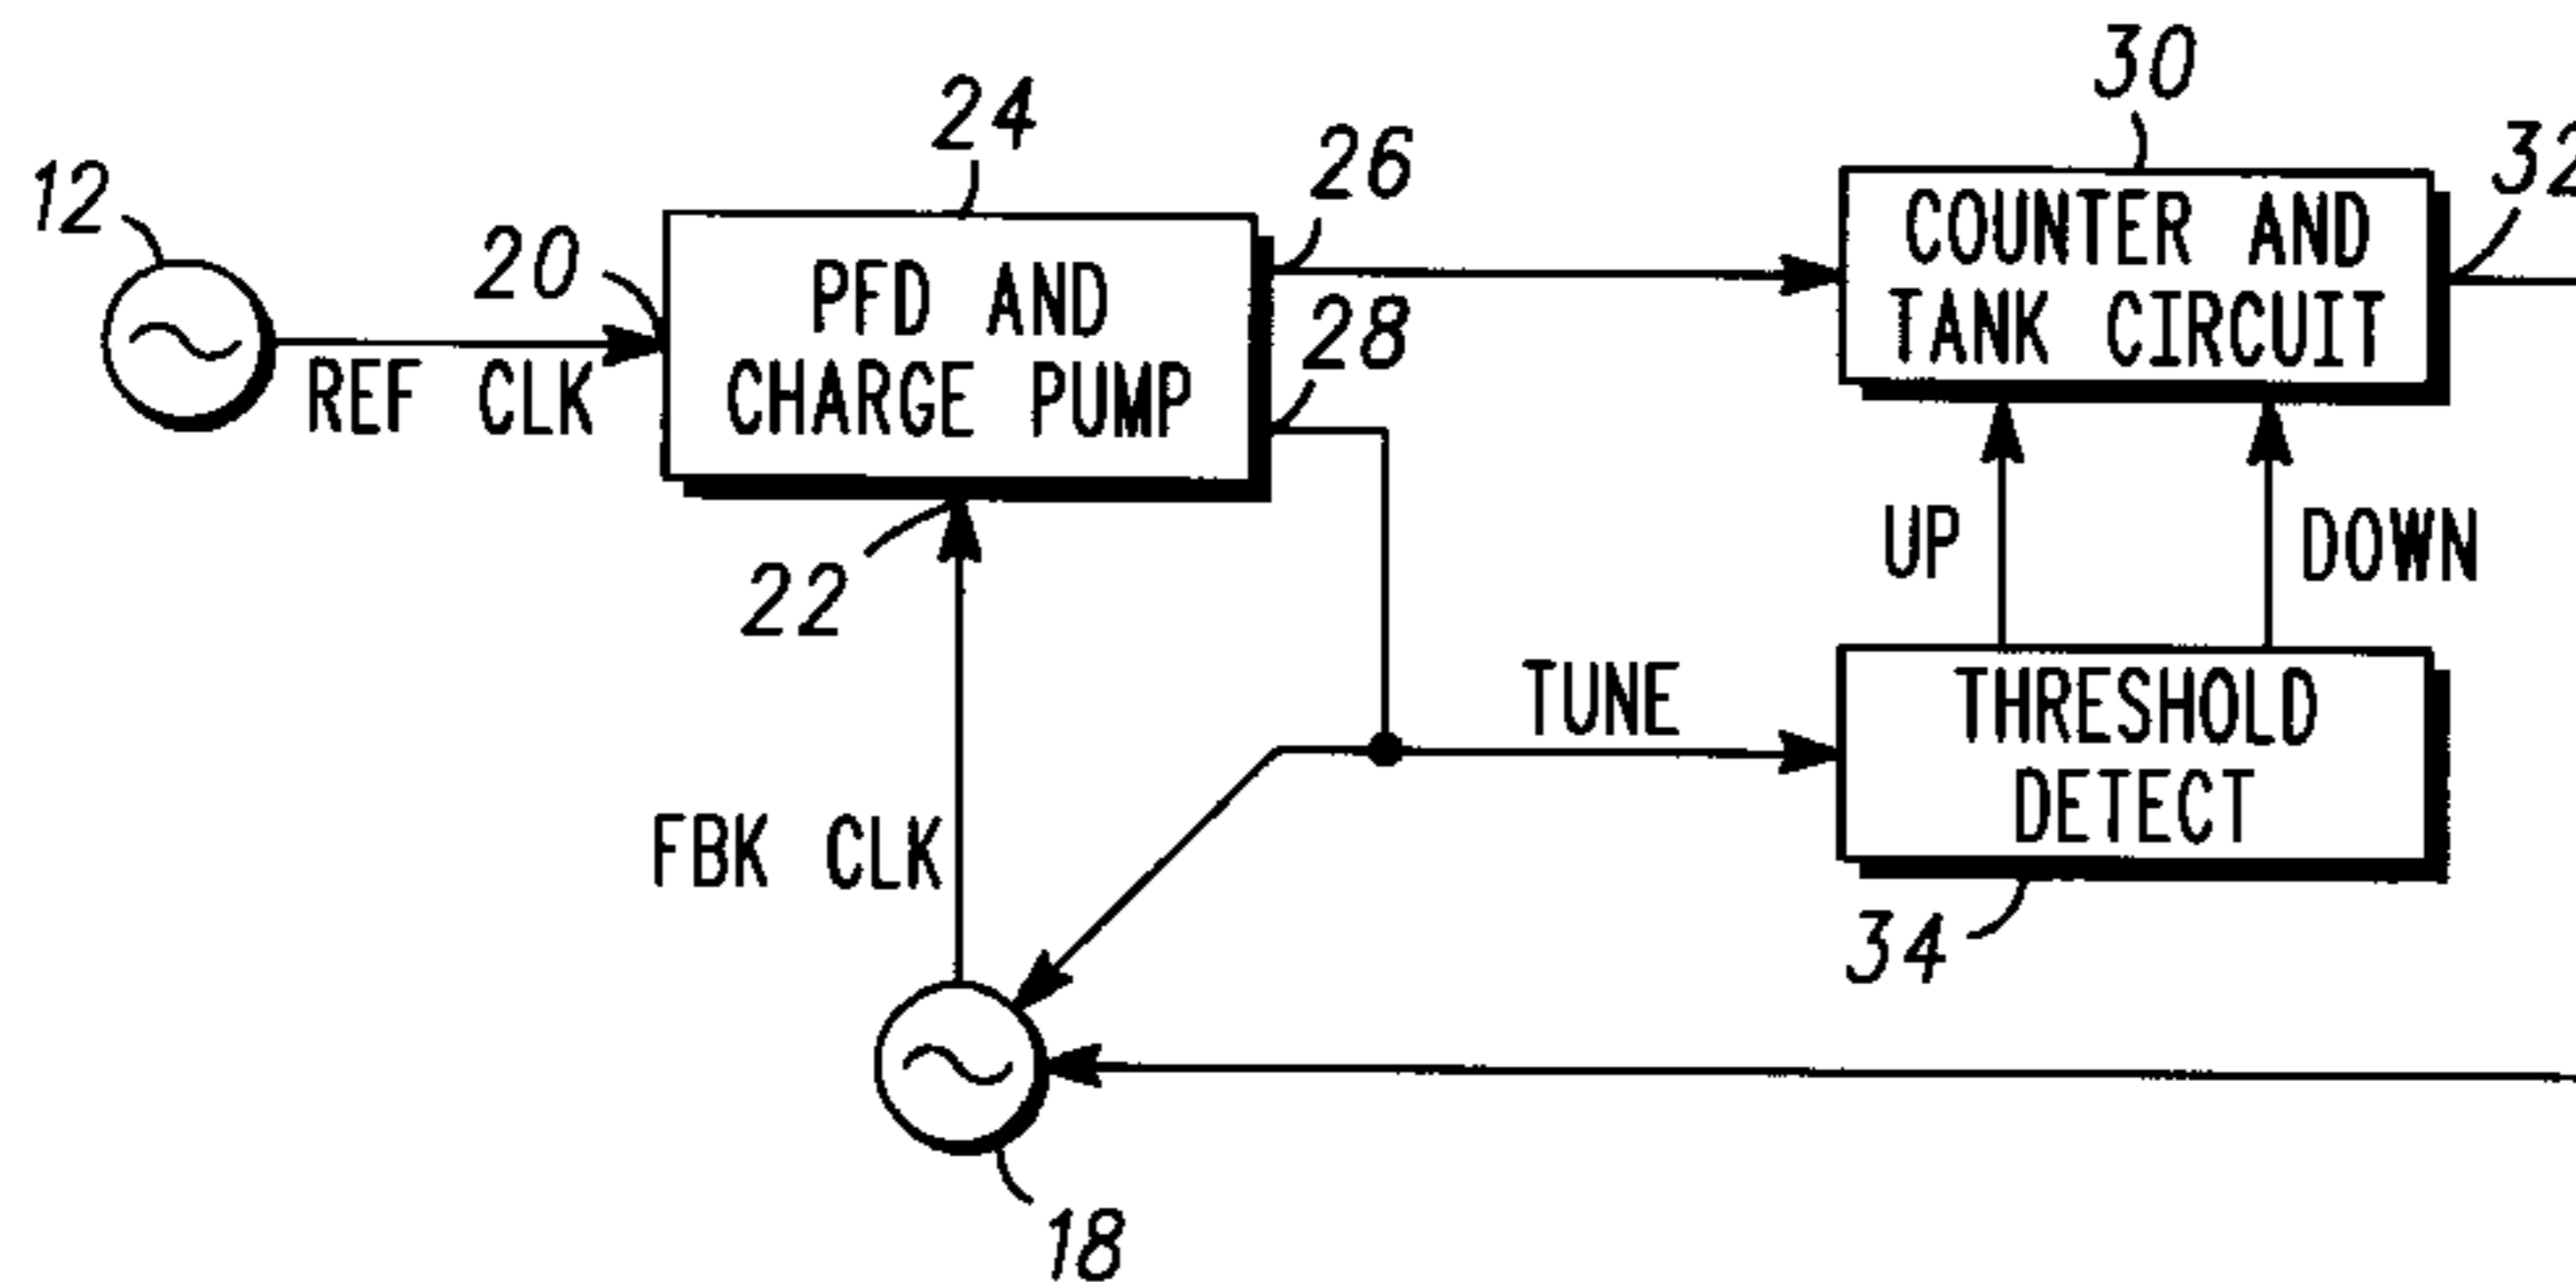 30
24
26
32
12
20
COUNTER AND
TANK CIRCUIT
PFD AND
CHARGE PUMP
28
REF CLK
UP
DOWN
22
TUNE
THRESHOLD
DETECT
FBK CLK
34
18